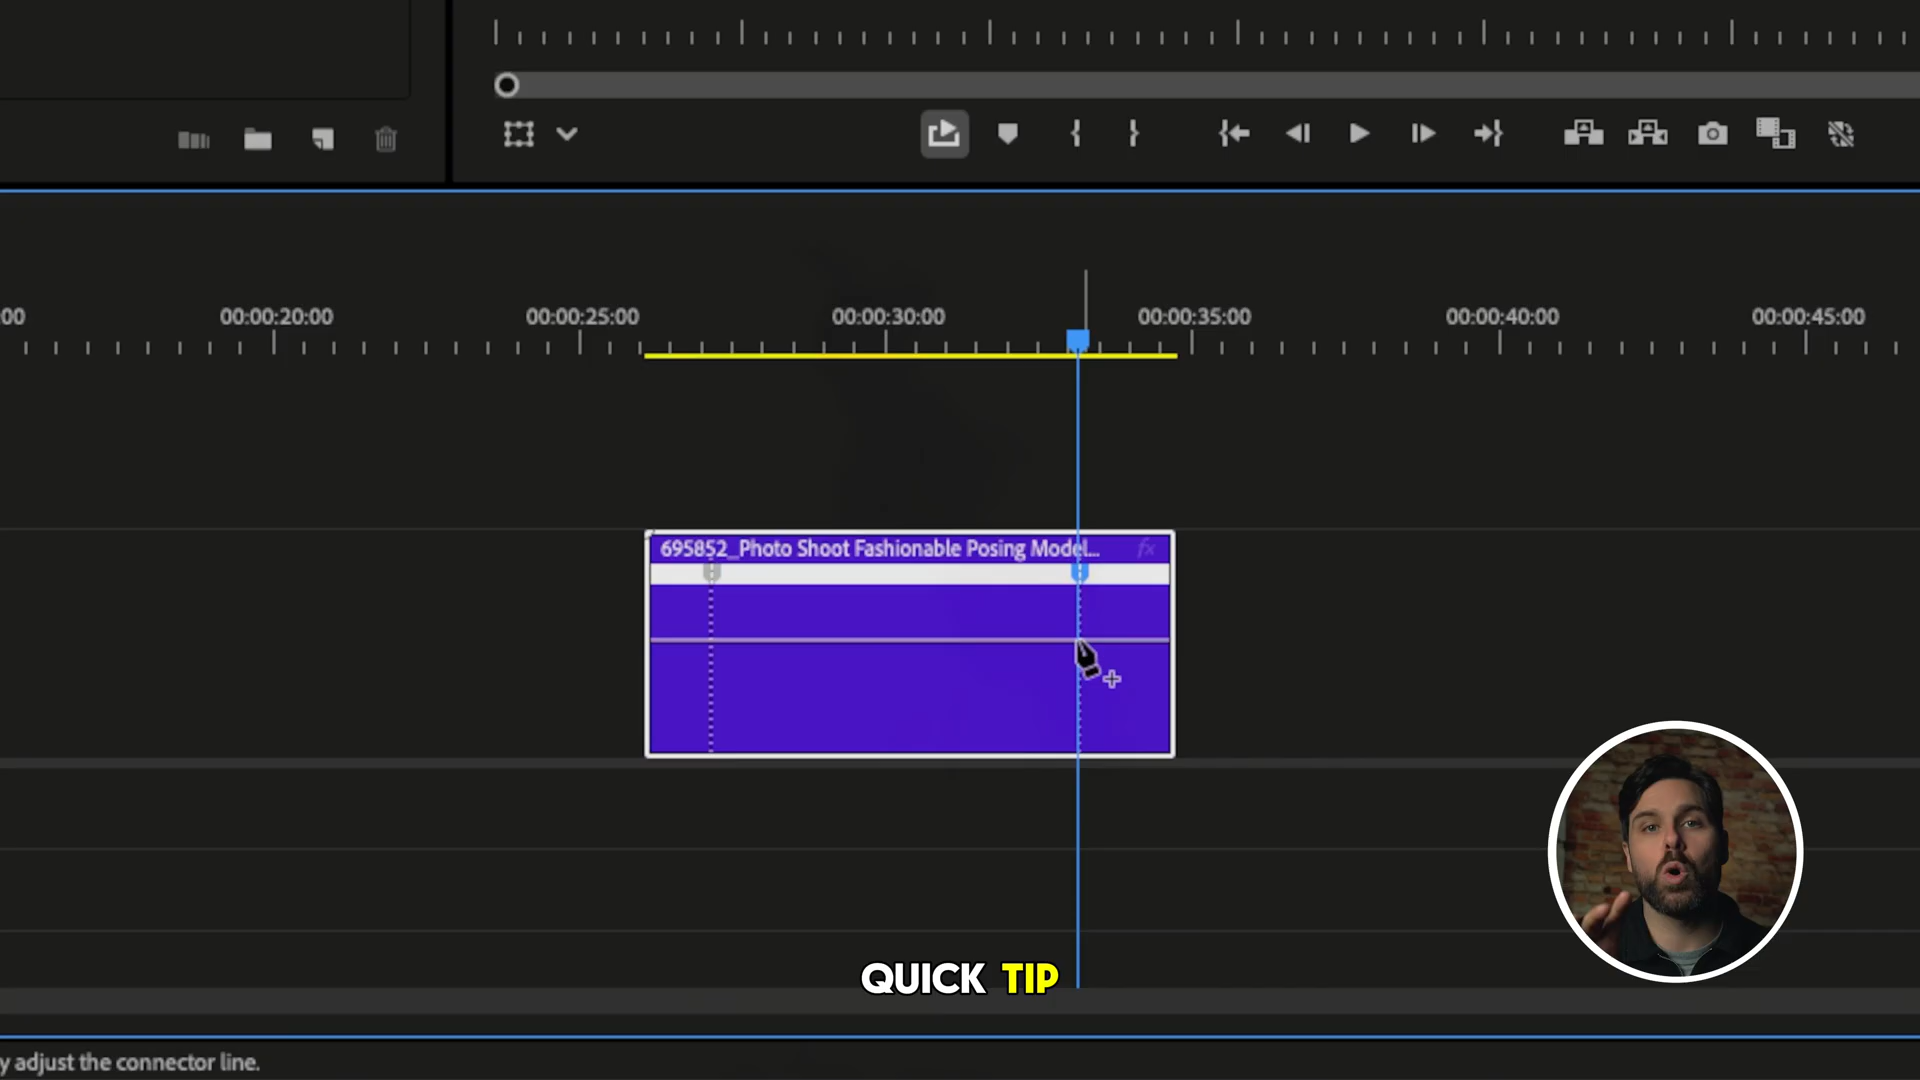 00 00:00:20:00 00:00:25:00 00:00:30:00 00:00:35:00 00:00:40:00 00:00:45:00
695852_Photo Shoot Fashionable Posing Model... fx
QUICK TIP
y adjust the connector line.